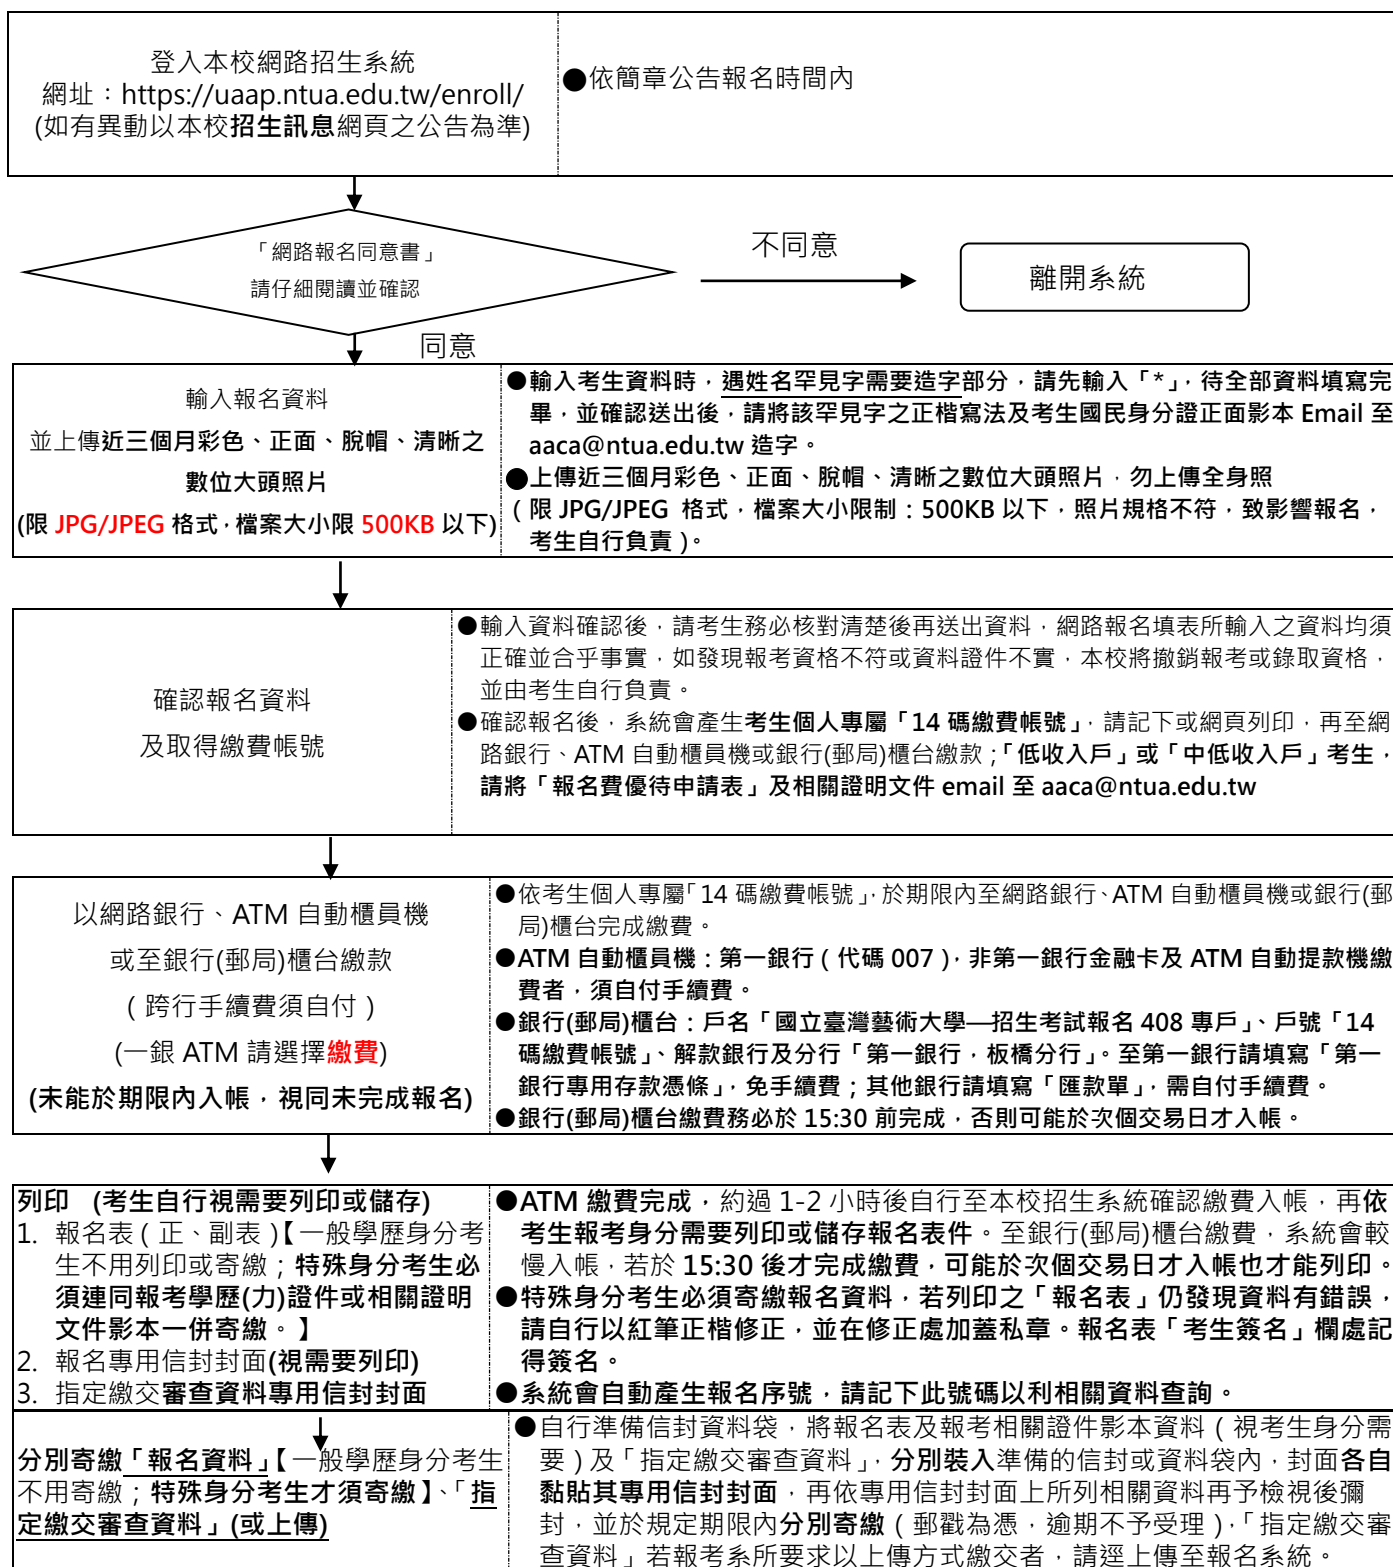 登入本校網路招生系統
網址：https://uaap.ntua.edu.tw/enroll/
(如有異動以本校招生訊息網頁之公告為準)
●依簡章公告報名時間內
「網路報名同意書」
請仔細閱讀並確認
不同意
離開系統
同意
輸入報名資料
並上傳近三個月彩色、正面、脫帽、清晰之
數位大頭照片
(限 JPG/JPEG 格式，檔案大小限 500KB 以下)
●輸入考生資料時，遇姓名罕見字需要造字部分，請先輸入「*」，待全部資料填寫完
畢，並確認送出後，請將該罕見字之正楷寫法及考生國民身分證正面影本 Email 至
aaca@ntua.edu.tw 造字。
●上傳近三個月彩色、正面、脫帽、清晰之數位大頭照片，勿上傳全身照
（限 JPG/JPEG 格式，檔案大小限制：500KB 以下，照片規格不符，致影響報名，
考生自行負責）。
確認報名資料
及取得繳費帳號
●輸入資料確認後，請考生務必核對清楚後再送出資料，網路報名填表所輸入之資料均須
正確並合乎事實，如發現報考資格不符或資料證件不實，本校將撤銷報考或錄取資格，
並由考生自行負責。
●確認報名後，系統會產生考生個人專屬「14 碼繳費帳號」，請記下或網頁列印，再至網
路銀行、ATM 自動櫃員機或銀行(郵局)櫃台繳款；「低收入戶」或「中低收入戶」考生，
請將「報名費優待申請表」及相關證明文件 email 至 aaca@ntua.edu.tw
以網路銀行、ATM 自動櫃員機
或至銀行(郵局)櫃台繳款
（跨行手續費須自付）
(一銀 ATM 請選擇繳費)
(未能於期限內入帳，視同未完成報名)
●依考生個人專屬「14 碼繳費帳號」，於期限內至網路銀行、ATM 自動櫃員機或銀行(郵
局)櫃台完成繳費。
●ATM 自動櫃員機：第一銀行（代碼 007），非第一銀行金融卡及 ATM 自動提款機繳
費者，須自付手續費。
●銀行(郵局)櫃台：戶名「國立臺灣藝術大學—招生考試報名 408 專戶」、戶號「14
碼繳費帳號」、解款銀行及分行「第一銀行，板橋分行」。至第一銀行請填寫「第一
銀行專用存款憑條」，免手續費；其他銀行請填寫「匯款單」，需自付手續費。
●銀行(郵局)櫃台繳費務必於 15:30 前完成，否則可能於次個交易日才入帳。
列印 (考生自行視需要列印或儲存)
1. 報名表（正、副表）【一般學歷身分考
生不用列印或寄繳；特殊身分考生必
須連同報考學歷(力)證件或相關證明
文件影本一併寄繳。】
2. 報名專用信封封面(視需要列印)
3. 指定繳交審查資料專用信封封面
●ATM 繳費完成，約過 1-2 小時後自行至本校招生系統確認繳費入帳，再依
考生報考身分需要列印或儲存報名表件。至銀行(郵局)櫃台繳費，系統會較
慢入帳，若於 15:30 後才完成繳費，可能於次個交易日才入帳也才能列印。
●特殊身分考生必須寄繳報名資料，若列印之「報名表」仍發現資料有錯誤，
請自行以紅筆正楷修正，並在修正處加蓋私章。報名表「考生簽名」欄處記
得簽名。
●系統會自動產生報名序號，請記下此號碼以利相關資料查詢。
分別寄繳「報名資料」【一般學歷身分考生
不用寄繳；特殊身分考生才須寄繳】、「指
定繳交審查資料」(或上傳)
●自行準備信封資料袋，將報名表及報考相關證件影本資料（視考生身分需
要）及「指定繳交審查資料」，分別裝入準備的信封或資料袋內，封面各自
黏貼其專用信封封面，再依專用信封封面上所列相關資料再予檢視後彌
封，並於規定期限內分別寄繳（郵戳為憑，逾期不予受理），「指定繳交審
查資料」若報考系所要求以上傳方式繳交者，請逕上傳至報名系統。